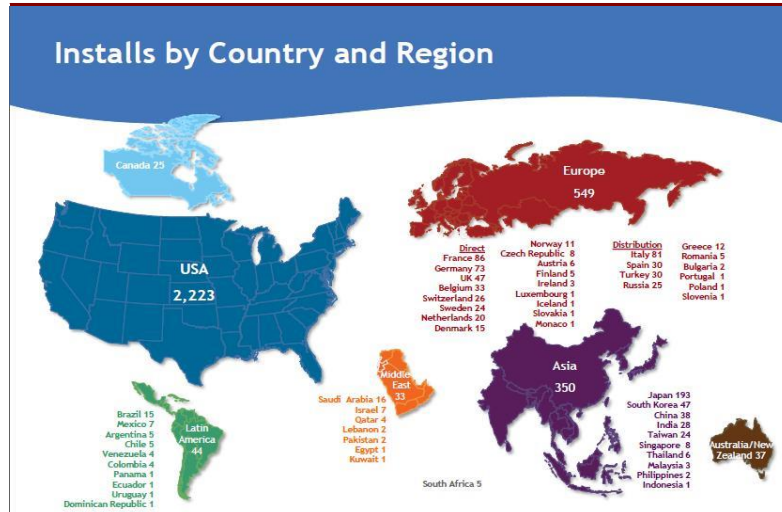 Installs by Country and Region
Canada 25
USA
2,223
Europe
549
Direct
France 86
Germany 73
UK 47
Belgium 33
Switzerland 26
Sweden 24
Netherlands 20
Denmark 15
Norway 11
Czech Republic 8
Austria 6
Finland 5
Ireland 3
Luxembourg 1
Iceland 1
Slovakia 1
Monaco 1
Distribution
Italy 81
Spain 30
Turkey 30
Russia 25
Greece 12
Romania 5
Bulgaria 2
Portugal 1
Poland 1
Slovenia 1
Latin
America
44
Brazil 15
Mexico 7
Argentina 5
Chile 5
Venezuela 4
Colombia 4
Panama 1
Ecuador 1
Uruguay 1
Dominican Republic 1
Middle
East
33
Saudi Arabia 16
Israel 7
Qatar 4
Lebanon 2
Pakistan 2
Egypt 1
Kuwait 1
South Africa 5
Asia
350
Japan 193
South Korea 47
China 38
India 28
Taiwan 24
Singapore 8
Thailand 6
Malaysia 3
Philippines 2
Indonesia 1
Australia/New
Zealand 37